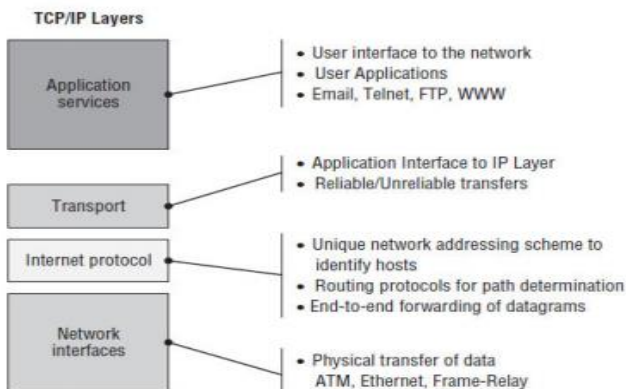 TCP/IP Layers
Application
services
• User interface to the network
• User Applications
• Email, Telnet, FTP, WWW
Transport
• Application Interface to IP Layer
• Reliable/Unreliable transfers
Internet protocol
• Unique network addressing scheme to
identify hosts
• Routing protocols for path determination
• End-to-end forwarding of datagrams
Network
interfaces
• Physical transfer of data
ATM, Ethernet, Frame-Relay